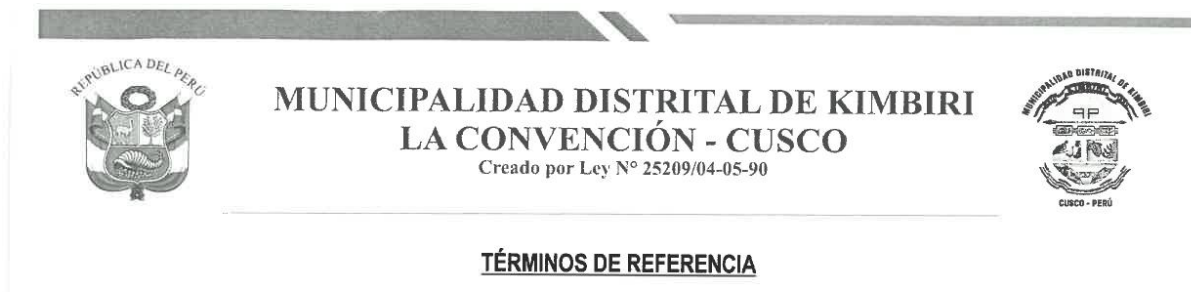 REPÚBLICA DEL PERÚ
MUNICIPALIDAD DISTRITAL DE KIMBIRI
LA CONVENCIÓN - CUSCO
Creado por Ley N° 25209/04-05-90
MUNICIPALIDAD DISTRITAL DE KIMBIRI
CUSCO - PERÚ
TÉRMINOS DE REFERENCIA